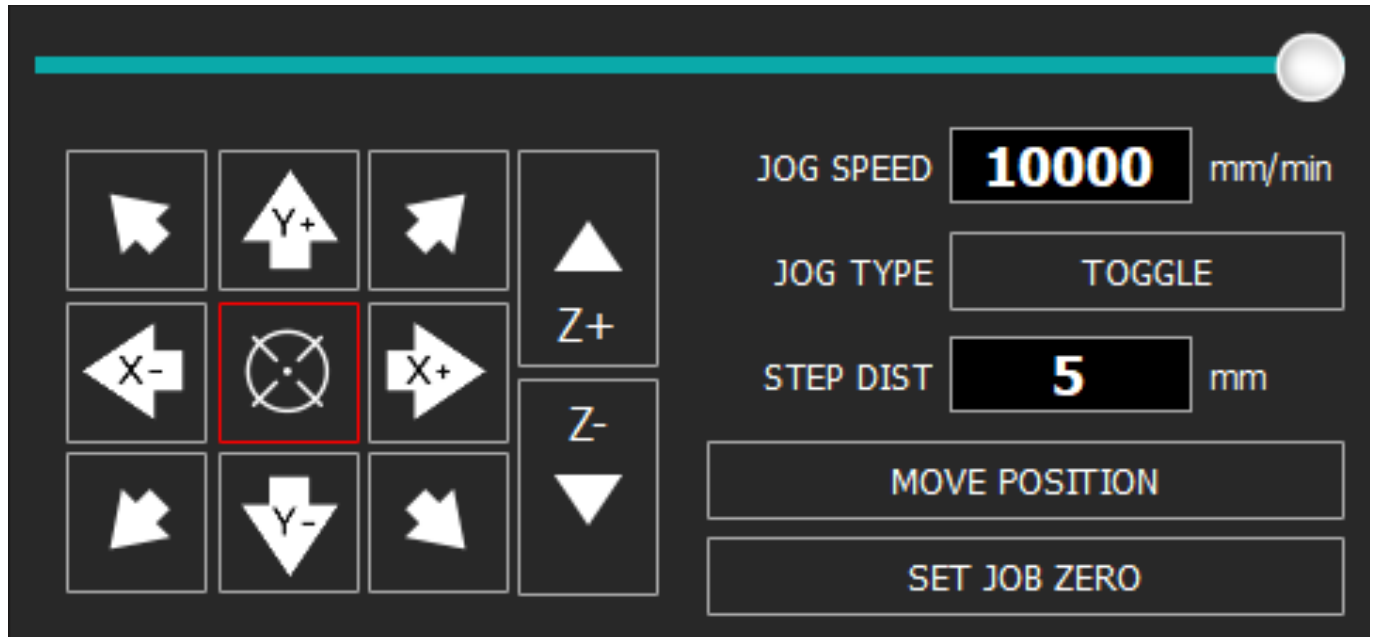 JOG SPEED 10000 mm/min
Y+
JOG TYPE TOGGLE
Z+
X-
X+
STEP DIST 5 mm
Z-
MOVE POSITION
Y-
SET JOB ZERO